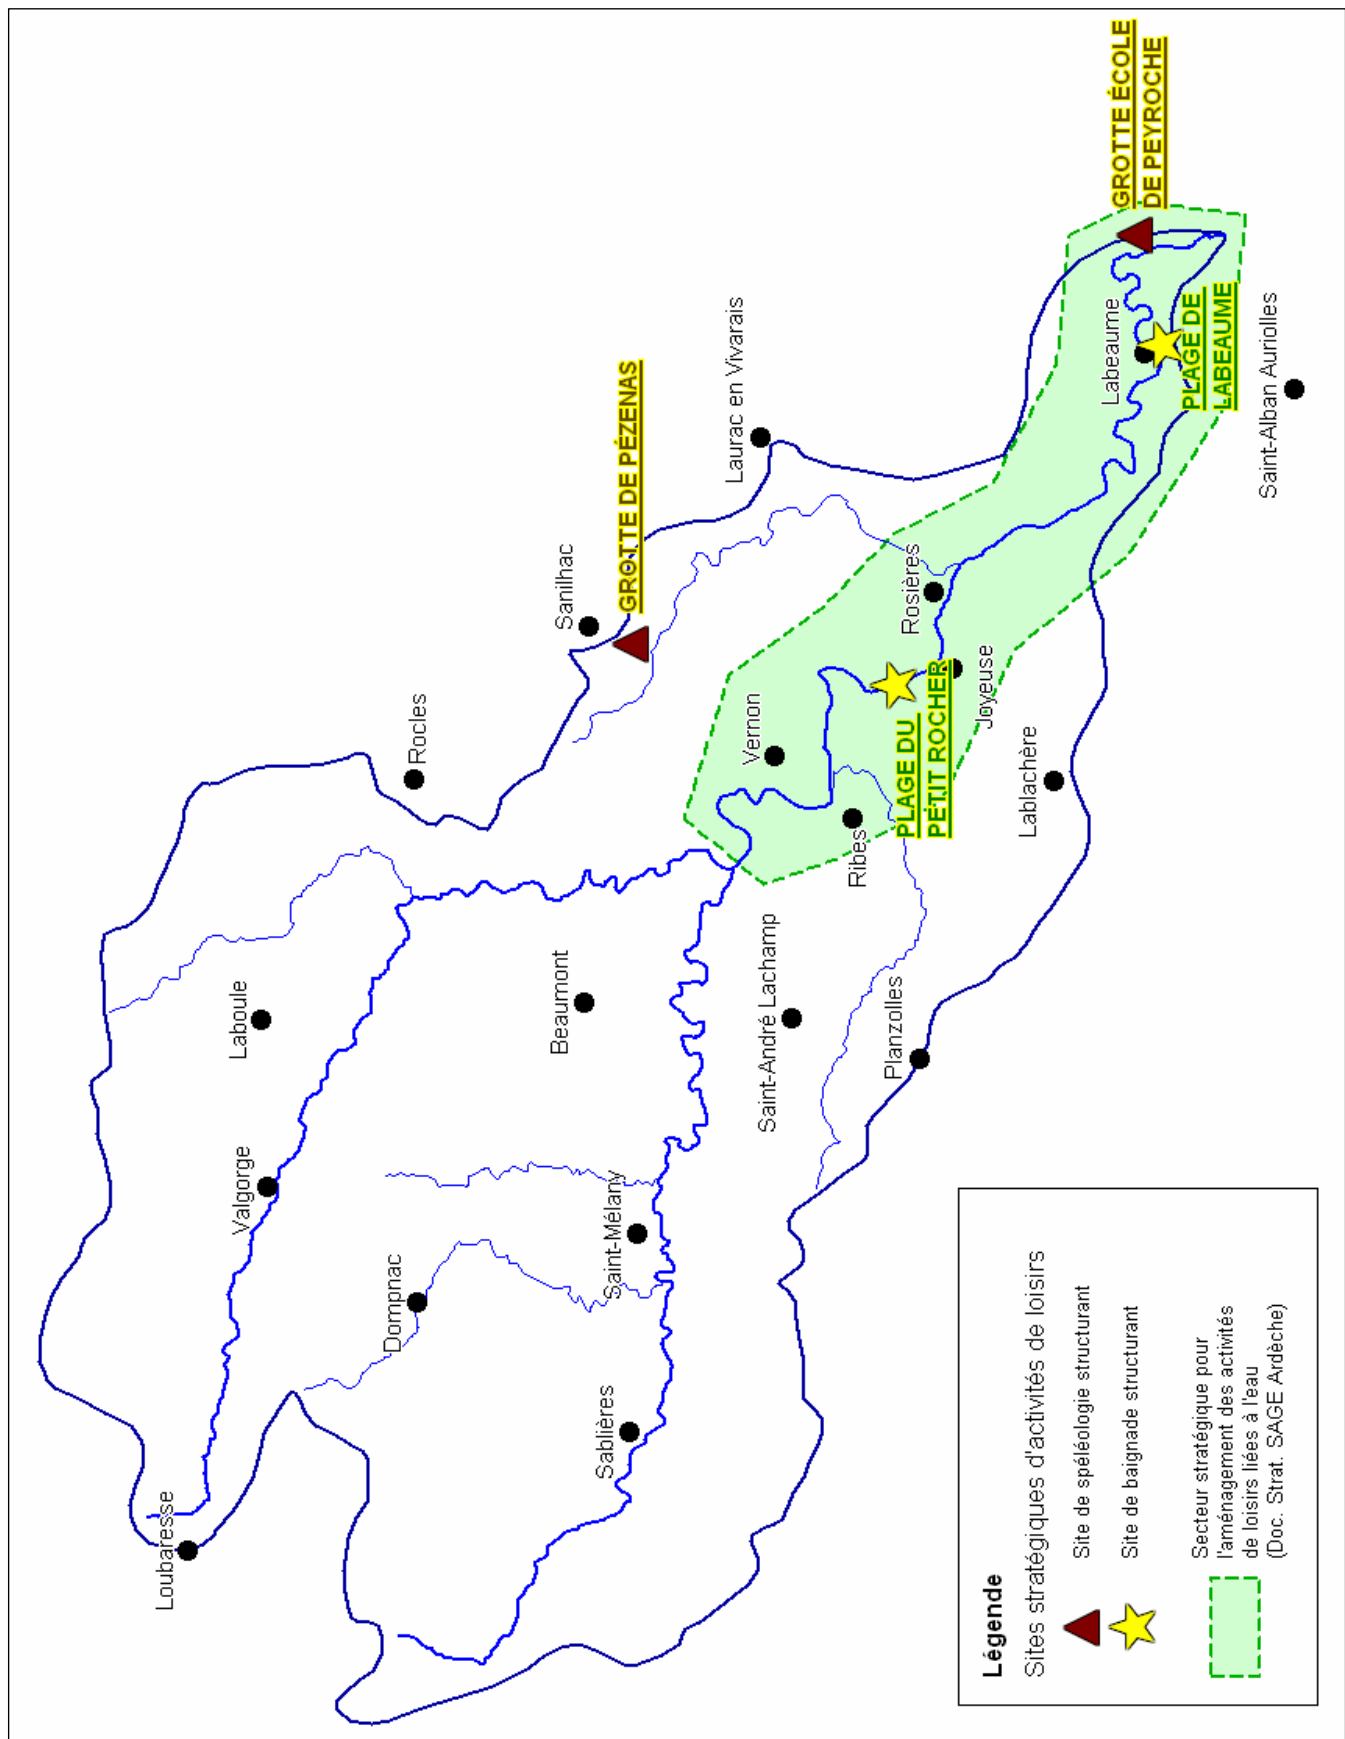 Loubaresse
Valgorge
Laboule
Rocles
Dompnac
Sanilhac
GROTTE DE PÉZENAS
Beaumont
Sablières
Saint-Mélany
Laurac en Vivarais
Saint-André Lachamp
Vernon
Ribes
Planzolles
PLAGE DU
PETIT ROCHER
Rosières
Joyeuse
Lablachère
GROTTE ÉCOLE
DE PEYROCHE
Labeaume
PLAGE DE
LABEAUME
Saint-Alban Auriolles
Légende
Sites stratégiques d'activités de loisirs
Site de spéléologie structurant
Site de baignade structurant
Secteur stratégique pour
l'aménagement des activités
de loisirs liées à l'eau
(Doc. Strat. SAGE Ardèche)